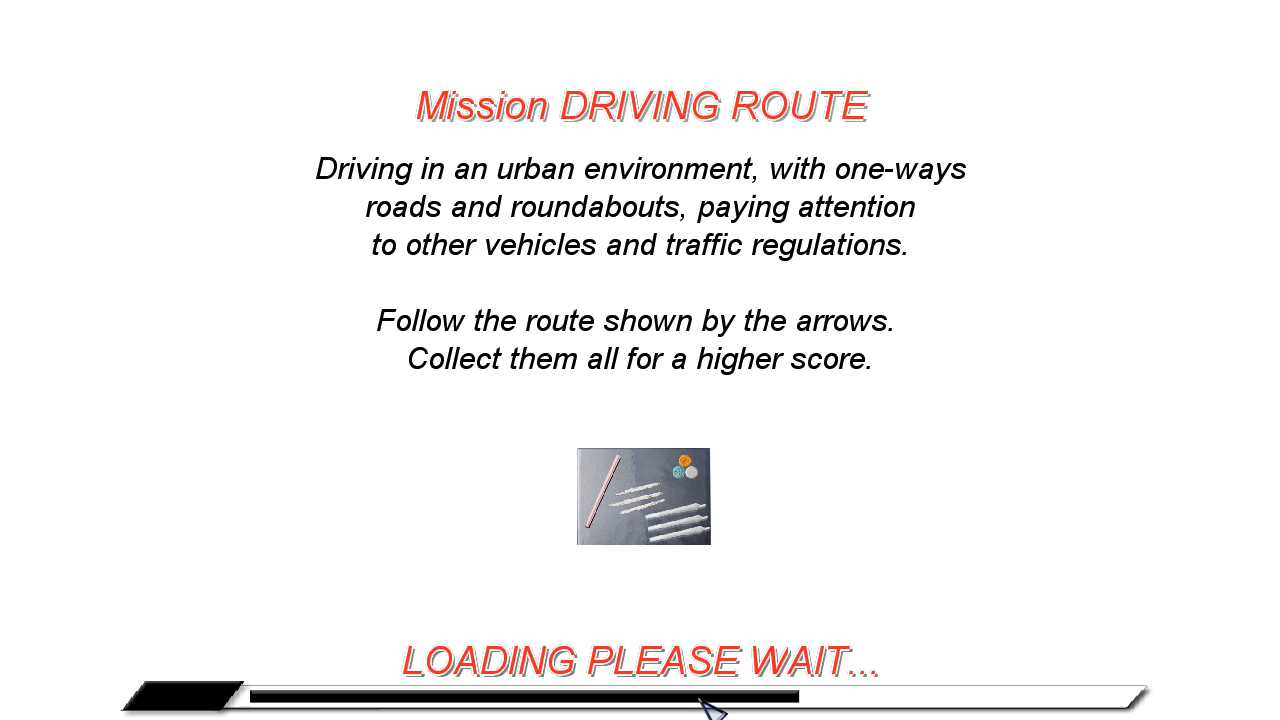 Mission DRIVING ROUTE
Driving in an urban environment, with one-ways
roads and roundabouts, paying attention
to other vehicles and traffic regulations.
Follow the route shown by the arrows.
Collect them all for a higher score.
LOADING PLEASE WAIT...